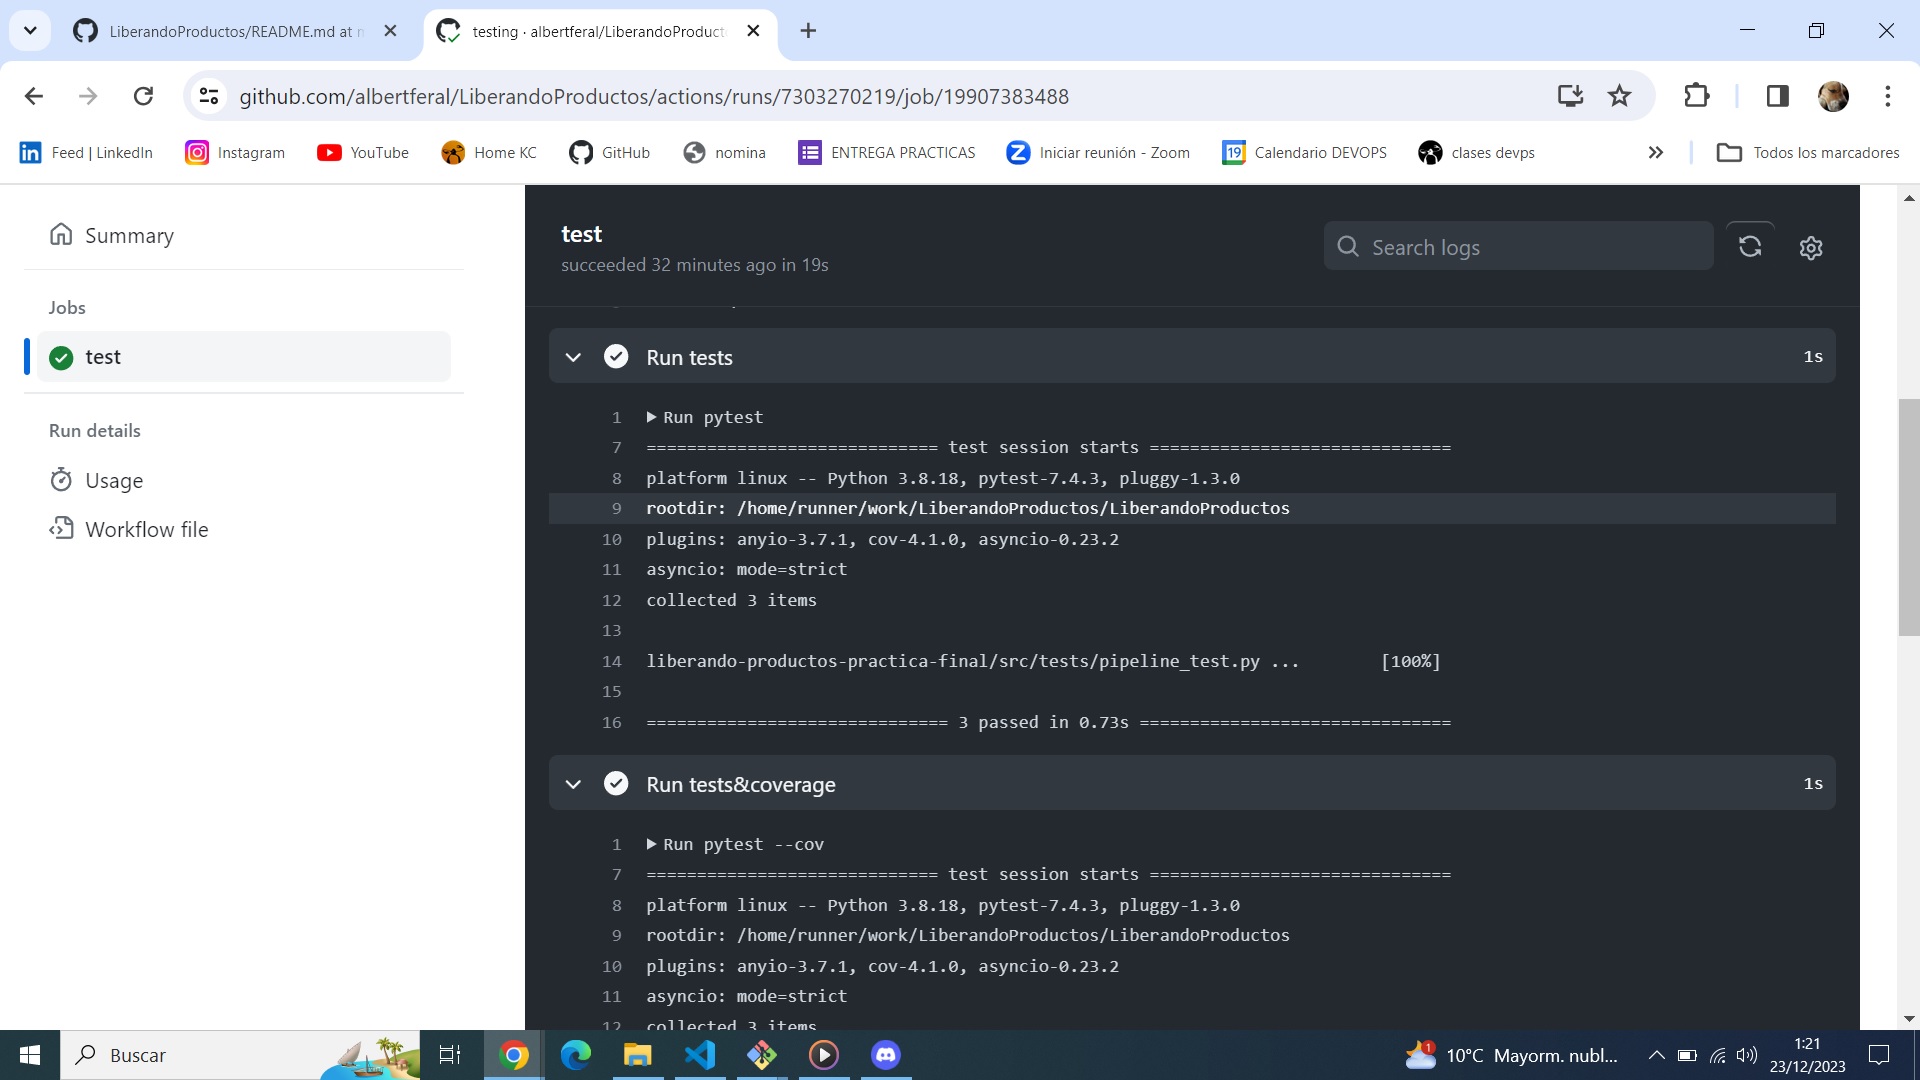 LiberandoProductos/README.md at m
testing · albertferal/LiberandoProduct
github.com/albertferal/LiberandoProductos/actions/runs/7303270219/job/19907383488
Feed | LinkedIn
Instagram
YouTube
Home KC
GitHub
nomina
ENTREGA PRACTICAS
Iniciar reunión - Zoom
19
Calendario DEVOPS
clases devps
Todos los marcadores
Summary
Jobs
test
Run details
Usage
Workflow file
test
succeeded 32 minutes ago in 19s
Search logs
Run tests 1s
1 Run pytest
7 ============================= test session starts ==============================
8 platform linux -- Python 3.8.18, pytest-7.4.3, pluggy-1.3.0
9 rootdir: /home/runner/work/LiberandoProductos/LiberandoProductos
10 plugins: anyio-3.7.1, cov-4.1.0, asyncio-0.23.2
11 asyncio: mode=strict
12 collected 3 items
13
14 liberando-productos-practica-final/src/tests/pipeline_test.py ... [100%]
15
16 ============================== 3 passed in 0.73s ===============================
Run tests&coverage 1s
1 Run pytest --cov
7 ============================= test session starts ==============================
8 platform linux -- Python 3.8.18, pytest-7.4.3, pluggy-1.3.0
9 rootdir: /home/runner/work/LiberandoProductos/LiberandoProductos
10 plugins: anyio-3.7.1, cov-4.1.0, asyncio-0.23.2
11 asyncio: mode=strict
12 collected 3 items
Buscar
1
10°C Mayorm. nubl...
1:21
23/12/2023